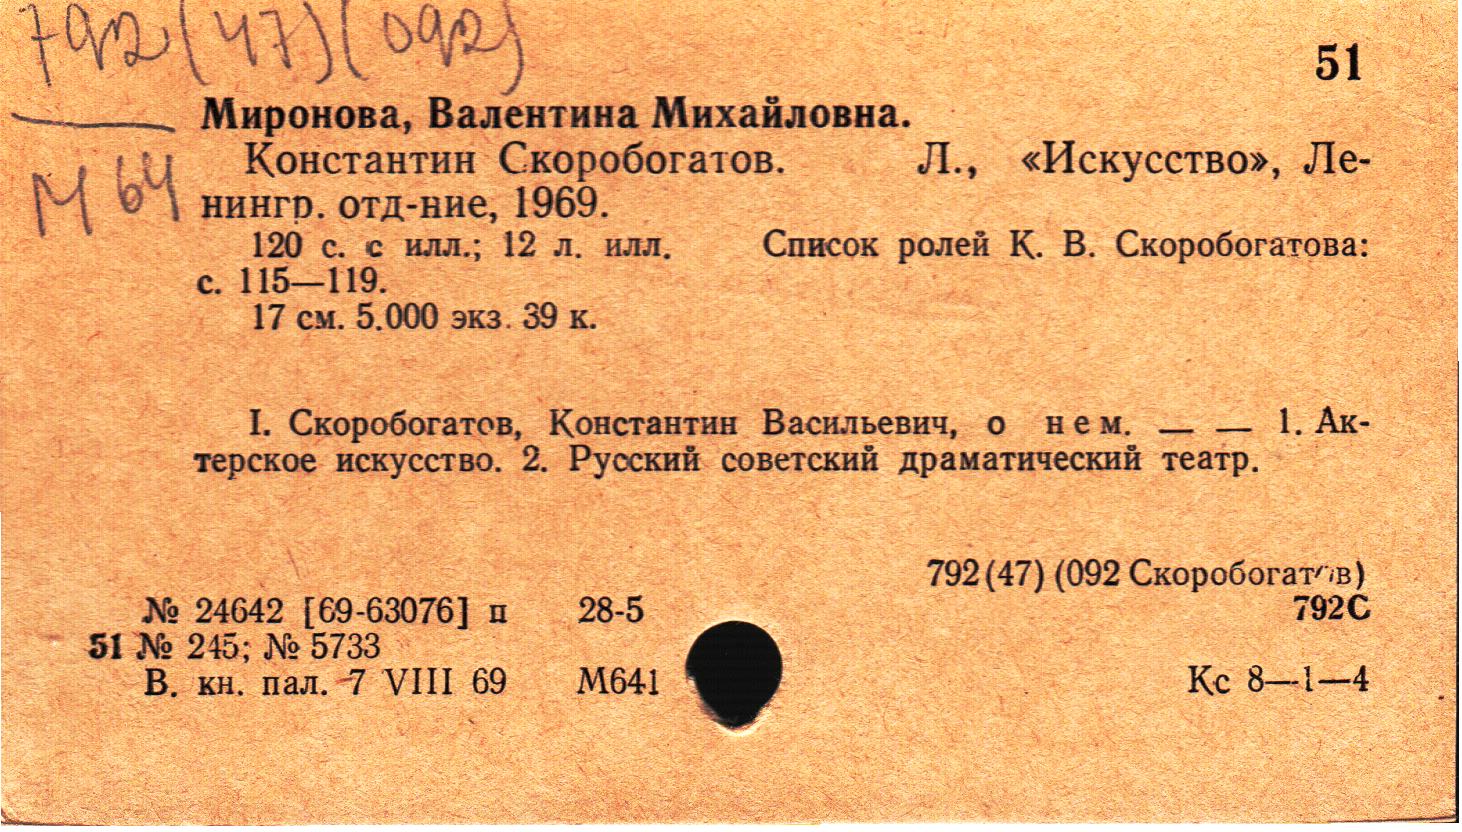 792(47)(092)
51
Миронова, Валентина Михайловна.
М64
Константин Скоробогатов. Л., «Искусство», Ле-
нингр. отд-ние, 1969.
120 с. с илл.; 12 л. илл. Список ролей К. В. Скоробогатова:
с. 115—119.
17 см. 5.000 экз. 39 к.
I. Скоробогатов, Константин Васильевич, о нем. — — 1. Ак-
терское искусство. 2. Русский советский драматический театр.
792(47)(092 Скоробогатов)
№ 24642 [69-63076] п 28-5 792С
51 № 245; № 5733
В. кн. пал. 7 VIII 69 М641 Кс 8—1—4